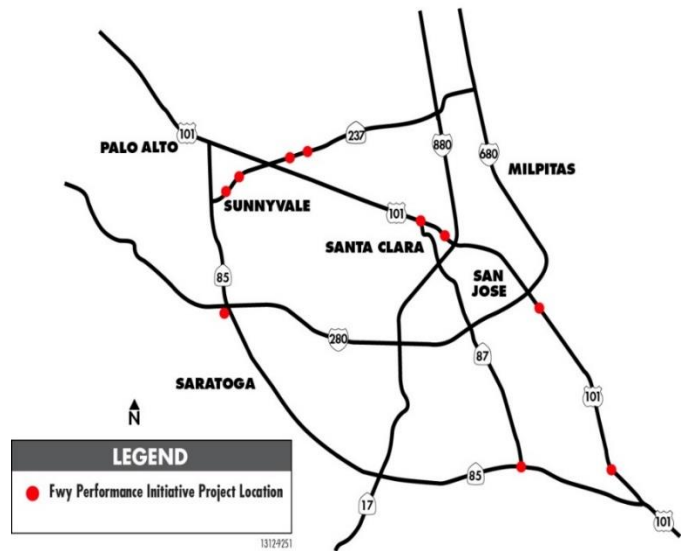 101
PALO ALTO
237
880
680
MILPITAS
SUNNYVALE
101
SANTA CLARA
SAN
JOSE
85
280
87
SARATOGA
101
N
LEGEND
Fwy Performance Initiative Project Location
85
17
101
1312-9251